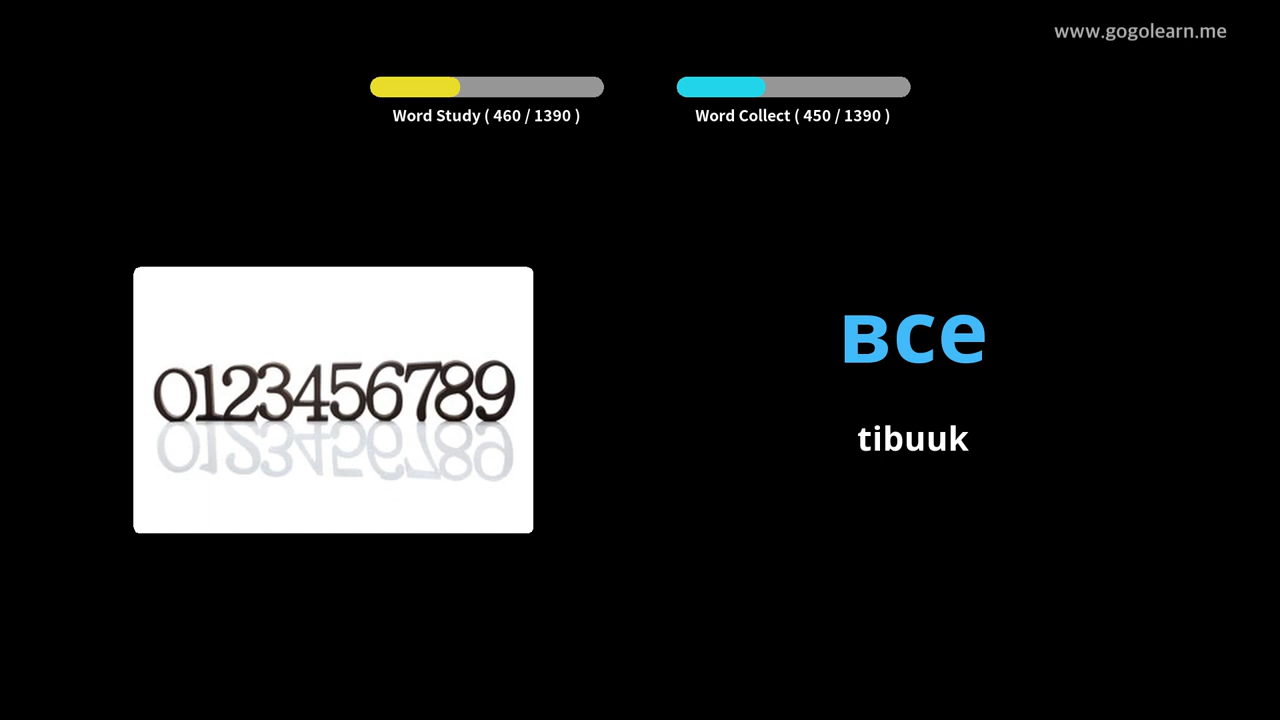 www.gogolearn.me
Word Study ( 460 / 1390 )
Word Collect ( 450 / 1390 )
0123456789
все
tibuuk